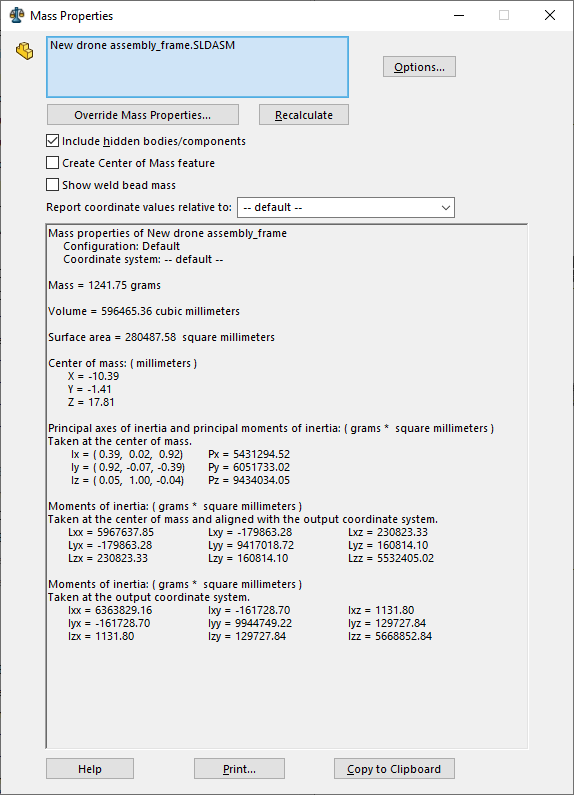 Mass Properties
New drone assembly_frame.SLDASM
Options...
Override Mass Properties...
Recalculate
Include hidden bodies/components
Create Center of Mass feature
Show weld bead mass
Report coordinate values relative to:
-- default --
Mass properties of New drone assembly_frame
Configuration: Default
Coordinate system: -- default --
Mass = 1241.75 grams
Volume = 596465.36 cubic millimeters
Surface area = 280487.58  square millimeters
Center of mass: ( millimeters )
X = -10.39
Y = -1.41
Z = 17.81
Principal axes of inertia and principal moments of inertia: ( grams *  square millimeters )
Taken at the center of mass.
Ix = ( 0.39,  0.02,  0.92) Px = 5431294.52
Iy = ( 0.92, -0.07, -0.39) Py = 6051733.02
Iz = ( 0.05,  1.00, -0.04) Pz = 9434034.05
Moments of inertia: ( grams *  square millimeters )
Taken at the center of mass and aligned with the output coordinate system.
Lxx = 5967637.85 Lxy = -179863.28 Lxz = 230823.33
Lyx = -179863.28 Lyy = 9417018.72 Lyz = 160814.10
Lzx = 230823.33 Lzy = 160814.10 Lzz = 5532405.02
Moments of inertia: ( grams *  square millimeters )
Taken at the output coordinate system.
Ixx = 6363829.16 Ixy = -161728.70 Ixz = 1131.80
Iyx = -161728.70 Iyy = 9944749.22 Iyz = 129727.84
Izx = 1131.80 Izy = 129727.84 Izz = 5668852.84
Help
Print...
Copy to Clipboard